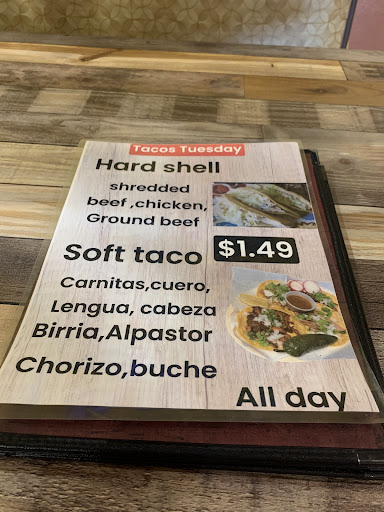 Tacos Tuesday
Hard shell
shredded
beef ,chicken,
Ground beef
Soft taco $1.49
Carnitas,cuero,
Lengua, cabeza
Birria,Alpastor
Chorizo,buche
All day